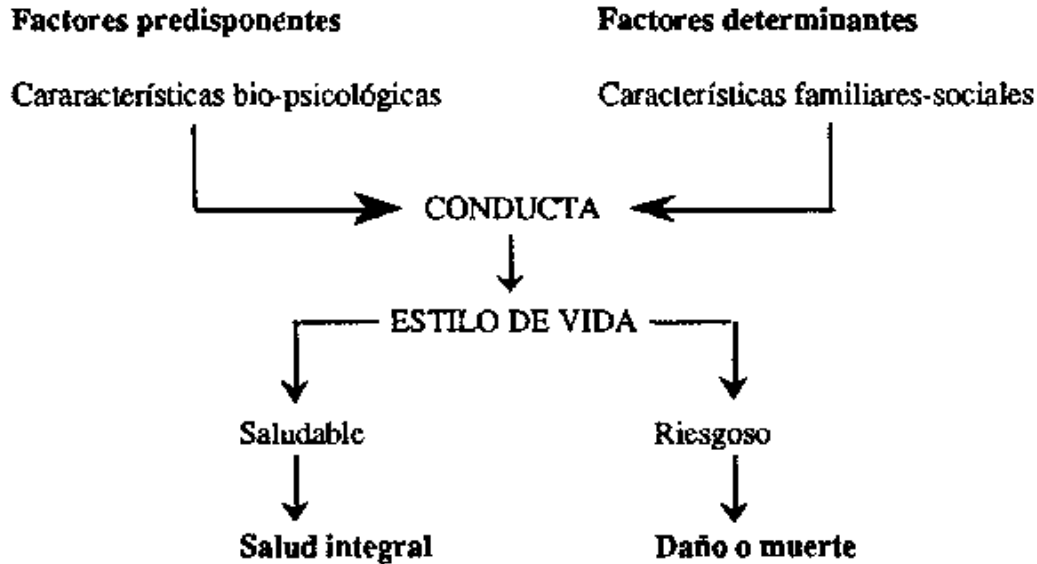 Factores predisponentes
Factores determinantes
Cararacterísticas bio-psicológicas
Características familiares-sociales
CONDUCTA
ESTILO DE VIDA
Saludable
Riesgoso
Salud integral
Daño o muerte